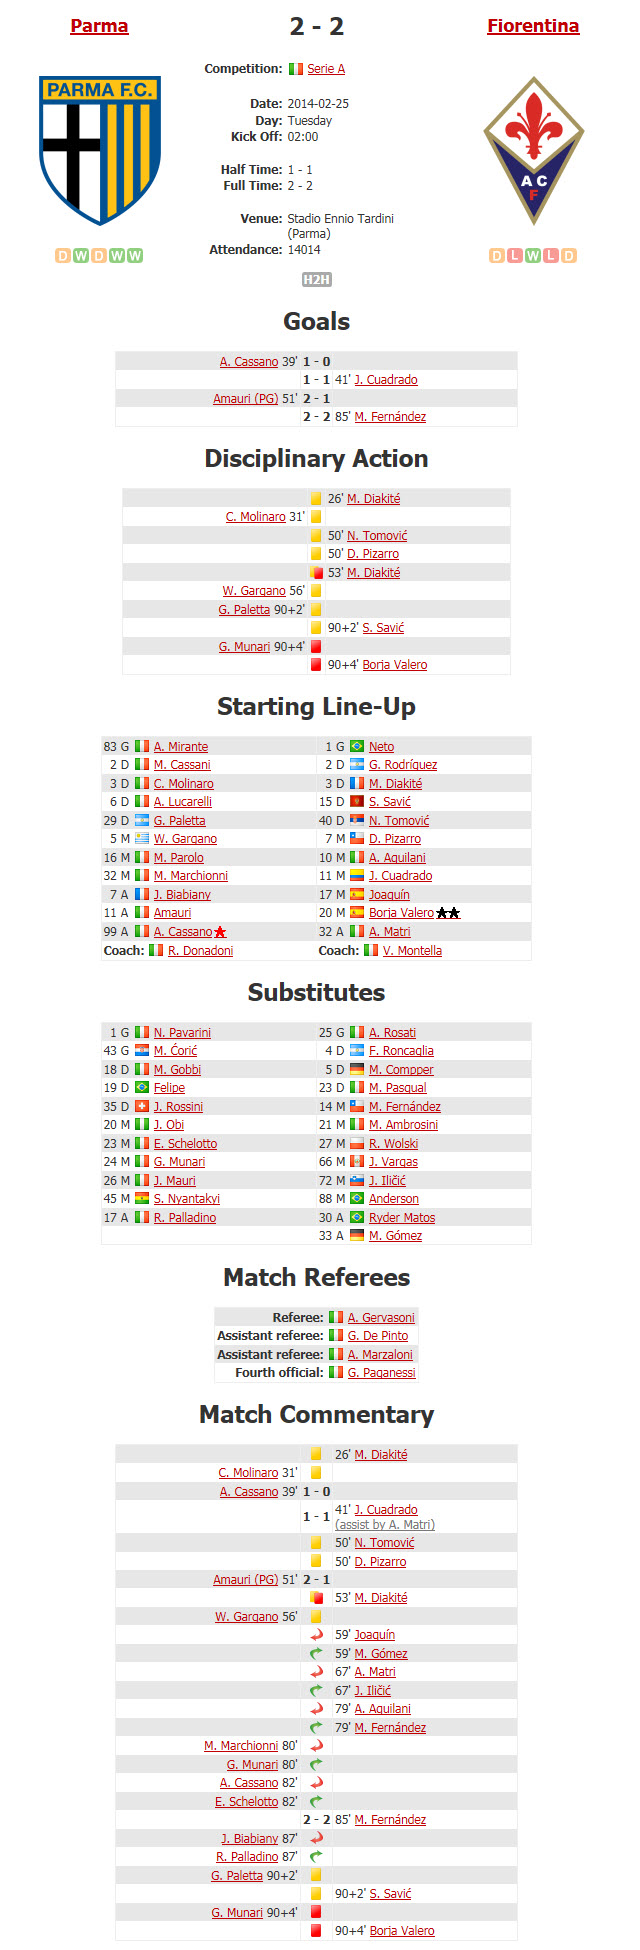 Parma 2 - 2 Fiorentina
Competition: Serie A
PARMA F.C.
A C
F
Date: 2014-02-25
Day: Tuesday
Kick Off: 02:00
Half Time: 1 - 1
Full Time: 2 - 2
Venue: Stadio Ennio Tardini
(Parma)
Attendance: 14014
D W D W W
D L W L D
H2H
Goals
A. Cassano 39' 1 - 0
1 - 1 41' J. Cuadrado
Amauri (PG) 51' 2 - 1
2 - 2 85' M. Fernández
Disciplinary Action
26' M. Diakité
C. Molinaro 31'
50' N. Tomović
50' D. Pizarro
53' M. Diakité
W. Gargano 56'
G. Paletta 90+2'
90+2' S. Savić
G. Munari 90+4'
90+4' Borja Valero
Starting Line-Up
83 G A. Mirante 1 G Neto
2 D M. Cassani 2 D G. Rodríguez
3 D C. Molinaro 3 D M. Diakité
6 D A. Lucarelli 15 D S. Savić
29 D G. Paletta 40 D N. Tomović
5 M W. Gargano 7 M D. Pizarro
16 M M. Parolo 10 M A. Aquilani
32 M M. Marchionni 11 M J. Cuadrado
7 A J. Biabiany 17 M Joaquín
11 A Amauri 20 M Borja Valero
99 A A. Cassano 32 A A. Matri
Coach: R. Donadoni Coach: V. Montella
Substitutes
1 G N. Pavarini 25 G A. Rosati
43 G M. Ćorić 4 D F. Roncaglia
18 D M. Gobbi 5 D M. Compper
19 D Felipe 23 D M. Pasqual
35 D J. Rossini 14 M M. Fernández
20 M J. Obi 21 M M. Ambrosini
23 M E. Schelotto 27 M R. Wolski
24 M G. Munari 66 M J. Vargas
26 M J. Mauri 72 M J. Iličić
45 M S. Nyantakyi 88 M Anderson
17 A R. Palladino 30 A Ryder Matos
33 A M. Gómez
Match Referees
Referee: A. Gervasoni
Assistant referee: G. De Pinto
Assistant referee: A. Marzaloni
Fourth official: G. Paganessi
Match Commentary
26' M. Diakité
C. Molinaro 31'
A. Cassano 39' 1 - 0
1 - 1 41' J. Cuadrado
(assist by A. Matri)
50' N. Tomović
50' D. Pizarro
Amauri (PG) 51' 2 - 1
53' M. Diakité
W. Gargano 56'
59' Joaquín
59' M. Gómez
67' A. Matri
67' J. Iličić
79' A. Aquilani
79' M. Fernández
M. Marchionni 80'
G. Munari 80'
A. Cassano 82'
E. Schelotto 82'
2 - 2 85' M. Fernández
J. Biabiany 87'
R. Palladino 87'
G. Paletta 90+2'
90+2' S. Savić
G. Munari 90+4'
90+4' Borja Valero